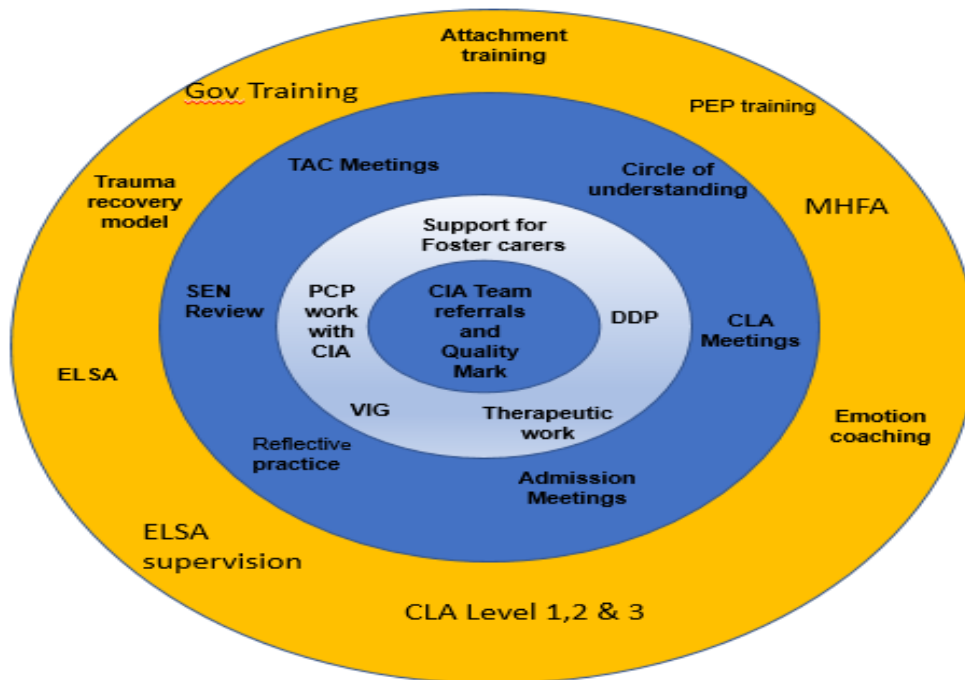 Attachment
training
Gov Training
PEP training
TAC Meetings
Circle of
understanding
Trauma
recovery
model
MHFA
Support for
Foster carers
SEN
Review
PCP
work
with
CIA
CIA Team
referrals
and
Quality
Mark
DDP
CLA
Meetings
ELSA
VIG
Therapeutic
work
Emotion
coaching
Reflective
practice
Admission
Meetings
ELSA
supervision
CLA Level 1,2 & 3